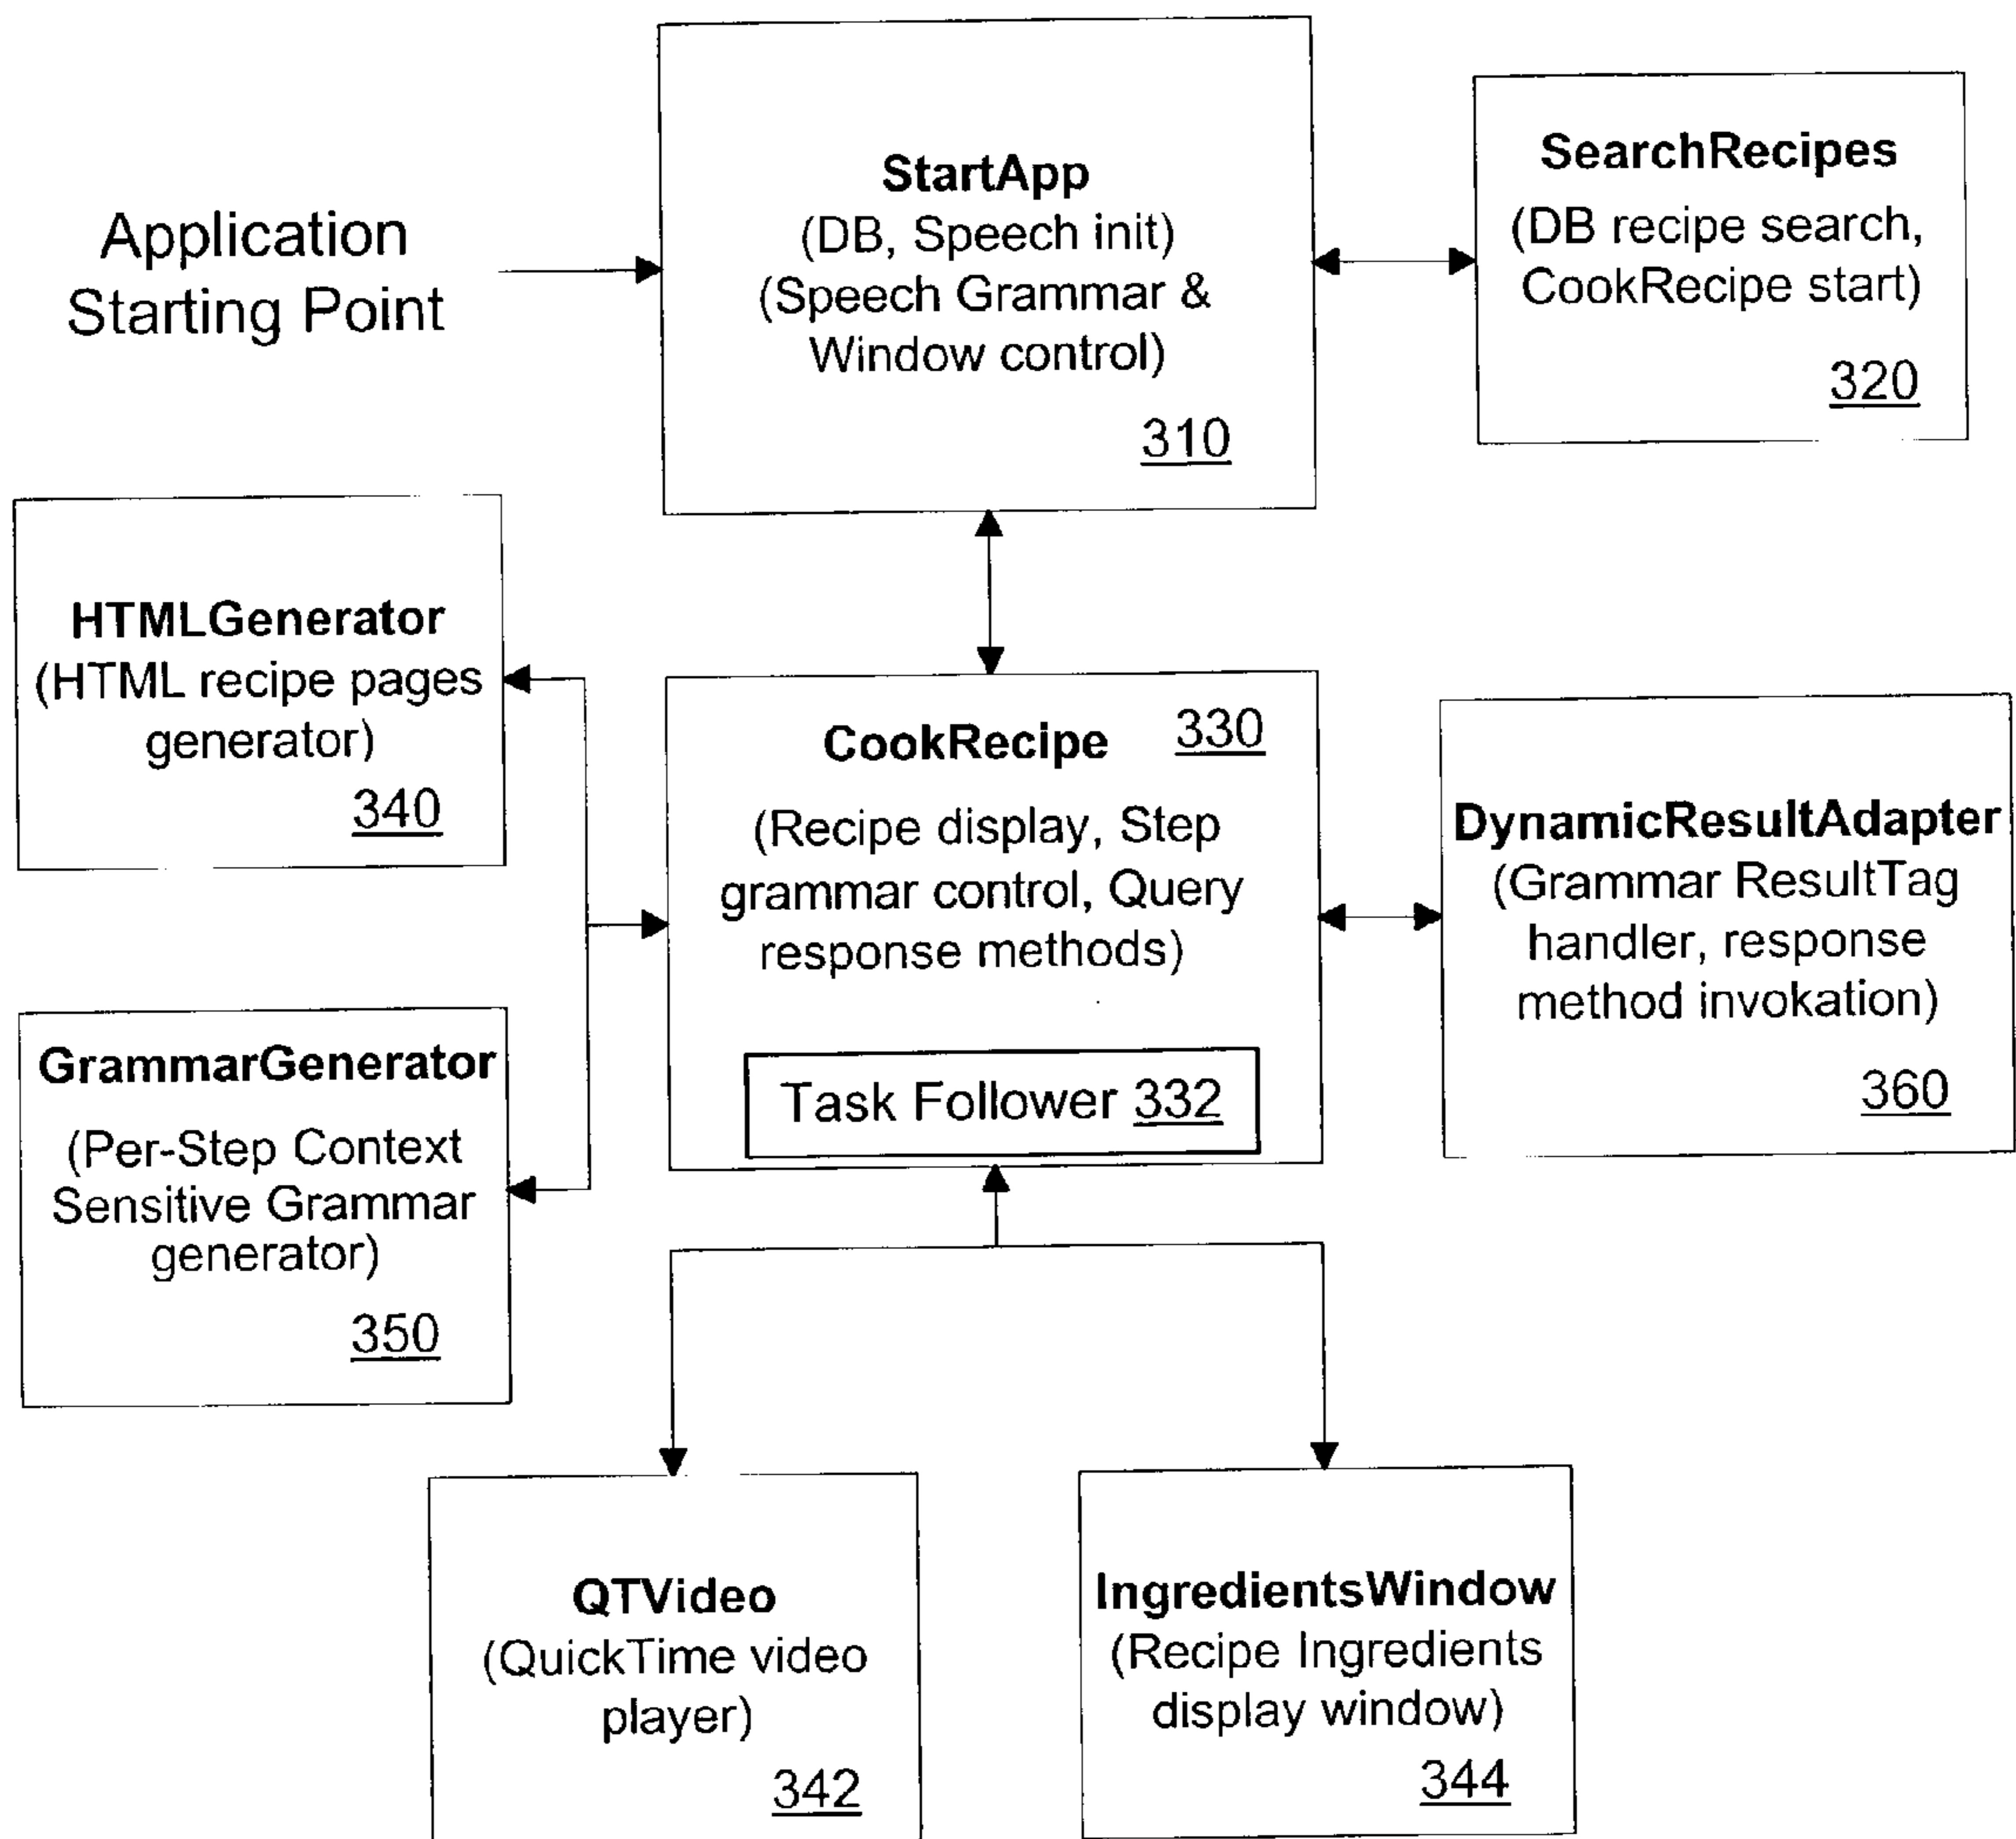 Application
Starting Point
StartApp
(DB, Speech init)
(Speech Grammar &
Window control)
310
SearchRecipes
(DB recipe search,
CookRecipe start)
320
HTMLGenerator
(HTML recipe pages
generator)
340
CookRecipe 330
(Recipe display, Step
grammar control, Query
response methods)
Task Follower 332
DynamicResultAdapter
(Grammar ResultTag
handler, response
method invokation)
360
GrammarGenerator
(Per-Step Context
Sensitive Grammar
generator)
350
QTVideo
(QuickTime video
player)
342
IngredientsWindow
(Recipe Ingredients
display window)
344